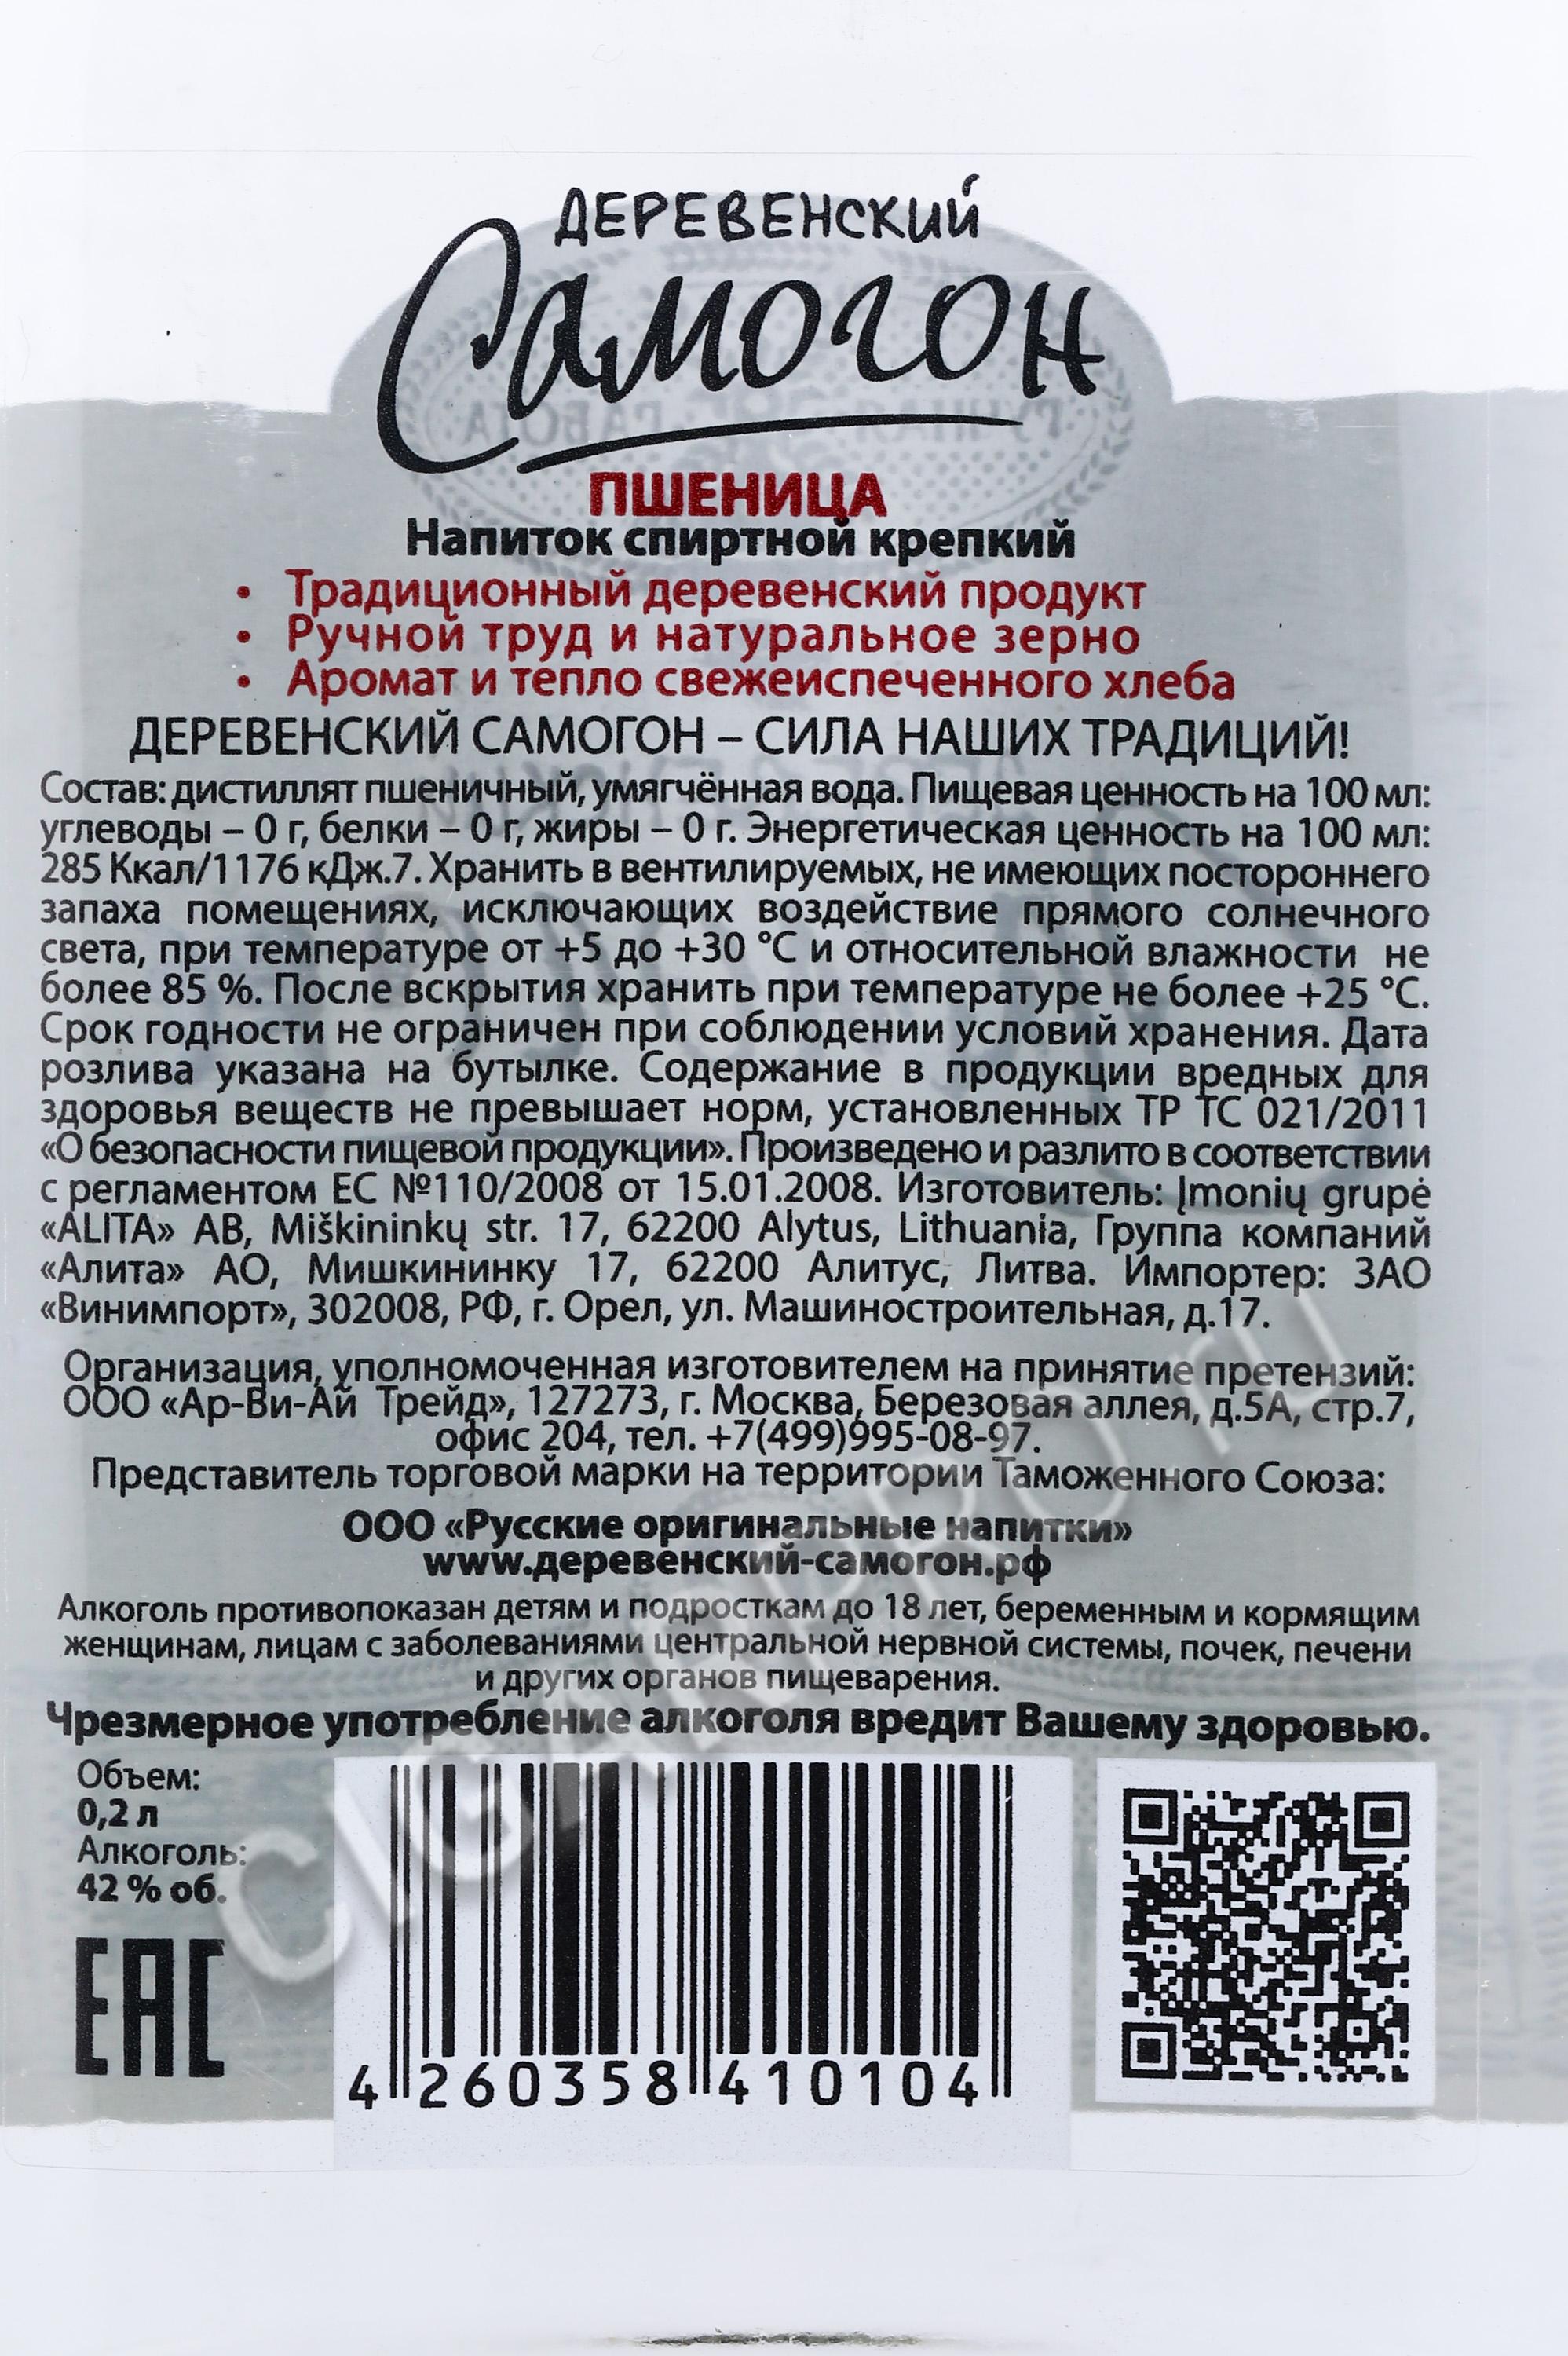 ДЕРЕВЕНСКИЙ
Самогон
ПШЕНИЦА
Напиток спиртной крепкий
• Традиционный деревенский продукт
• Ручной труд и натуральное зерно
• Аромат и тепло свежеиспеченного хлеба
ДЕРЕВЕНСКИЙ САМОГОН – СИЛА НАШИХ ТРАДИЦИЙ!
Состав: дистиллят пшеничный, умягчённая вода. Пищевая ценность на 100 мл:
углеводы – 0 г, белки – 0 г, жиры – 0 г. Энергетическая ценность на 100 мл:
285 Ккал/1176 кДж.7. Хранить в вентилируемых, не имеющих постороннего
запаха помещениях, исключающих воздействие прямого солнечного
света, при температуре от +5 до +30 °С и относительной влажности не
более 85 %. После вскрытия хранить при температуре не более +25 °С.
Срок годности не ограничен при соблюдении условий хранения. Дата
розлива указана на бутылке. Содержание в продукции вредных для
здоровья веществ не превышает норм, установленных ТР ТС 021/2011
«О безопасности пищевой продукции». Произведено и разлито в соответствии
с регламентом ЕС №110/2008 от 15.01.2008. Изготовитель: Įmonių grupė
«ALITA» AB, Miškininkų str. 17, 62200 Alytus, Lithuania, Группа компаний
«Алита» АО, Мишкининку 17, 62200 Алитус, Литва. Импортер: ЗАО
«Винимпорт», 302008, РФ, г. Орел, ул. Машиностроительная, д.17.
Организация, уполномоченная изготовителем на принятие претензий:
ООО «Ар-Ви-Ай Трейд», 127273, г. Москва, Березовая аллея, д.5А, стр.7,
офис 204, тел. +7(499)995-08-97.
Представитель торговой марки на территории Таможенного Союза:
ООО «Русские оригинальные напитки»
www.деревенский-самогон.рф
Алкоголь противопоказан детям и подросткам до 18 лет, беременным и кормящим
женщинам, лицам с заболеваниями центральной нервной системы, почек, печени
и других органов пищеварения.
Чрезмерное употребление алкоголя вредит Вашему здоровью.
Объем:
0,2 л
Алкоголь:
42 % об.
EAC
4 260358 410104
CIGARPRO.ru